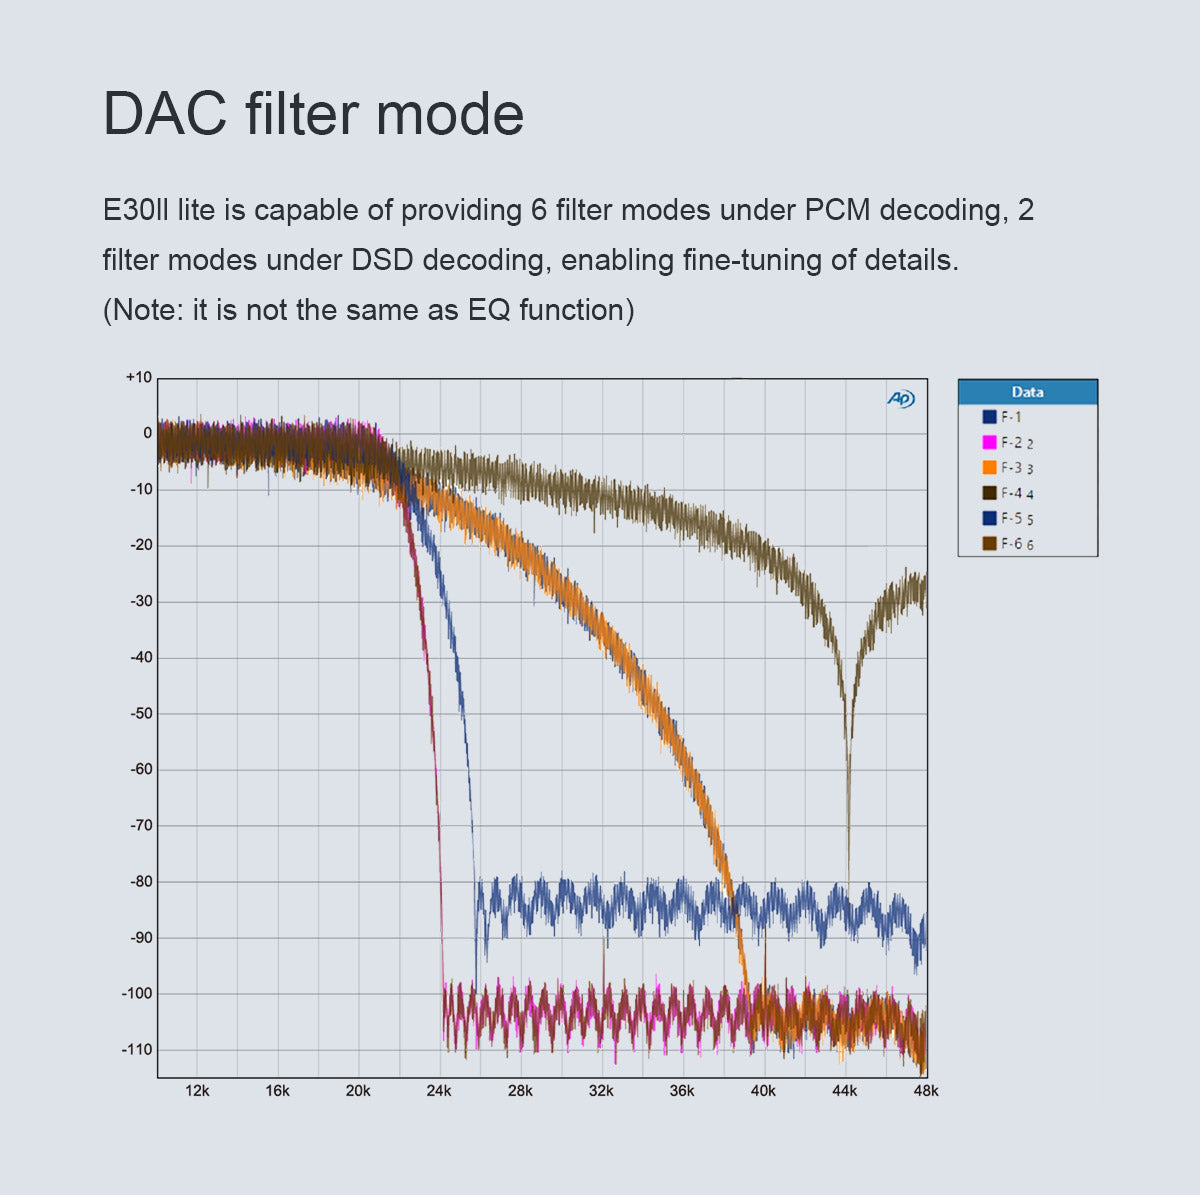 DAC filter mode
E30ll lite is capable of providing 6 filter modes under PCM decoding, 2
filter modes under DSD decoding, enabling fine-tuning of details.
(Note: it is not the same as EQ function)
+10
0
-10
-20
-30
-40
-50
-60
-70
-80
-90
-100
-110
12k 16k 20k 24k 28k 32k 36k 40k 44k 48k
AP
Data
F-1
F-2 2
F-3 3
F-4 4
F-5 5
F-6 6